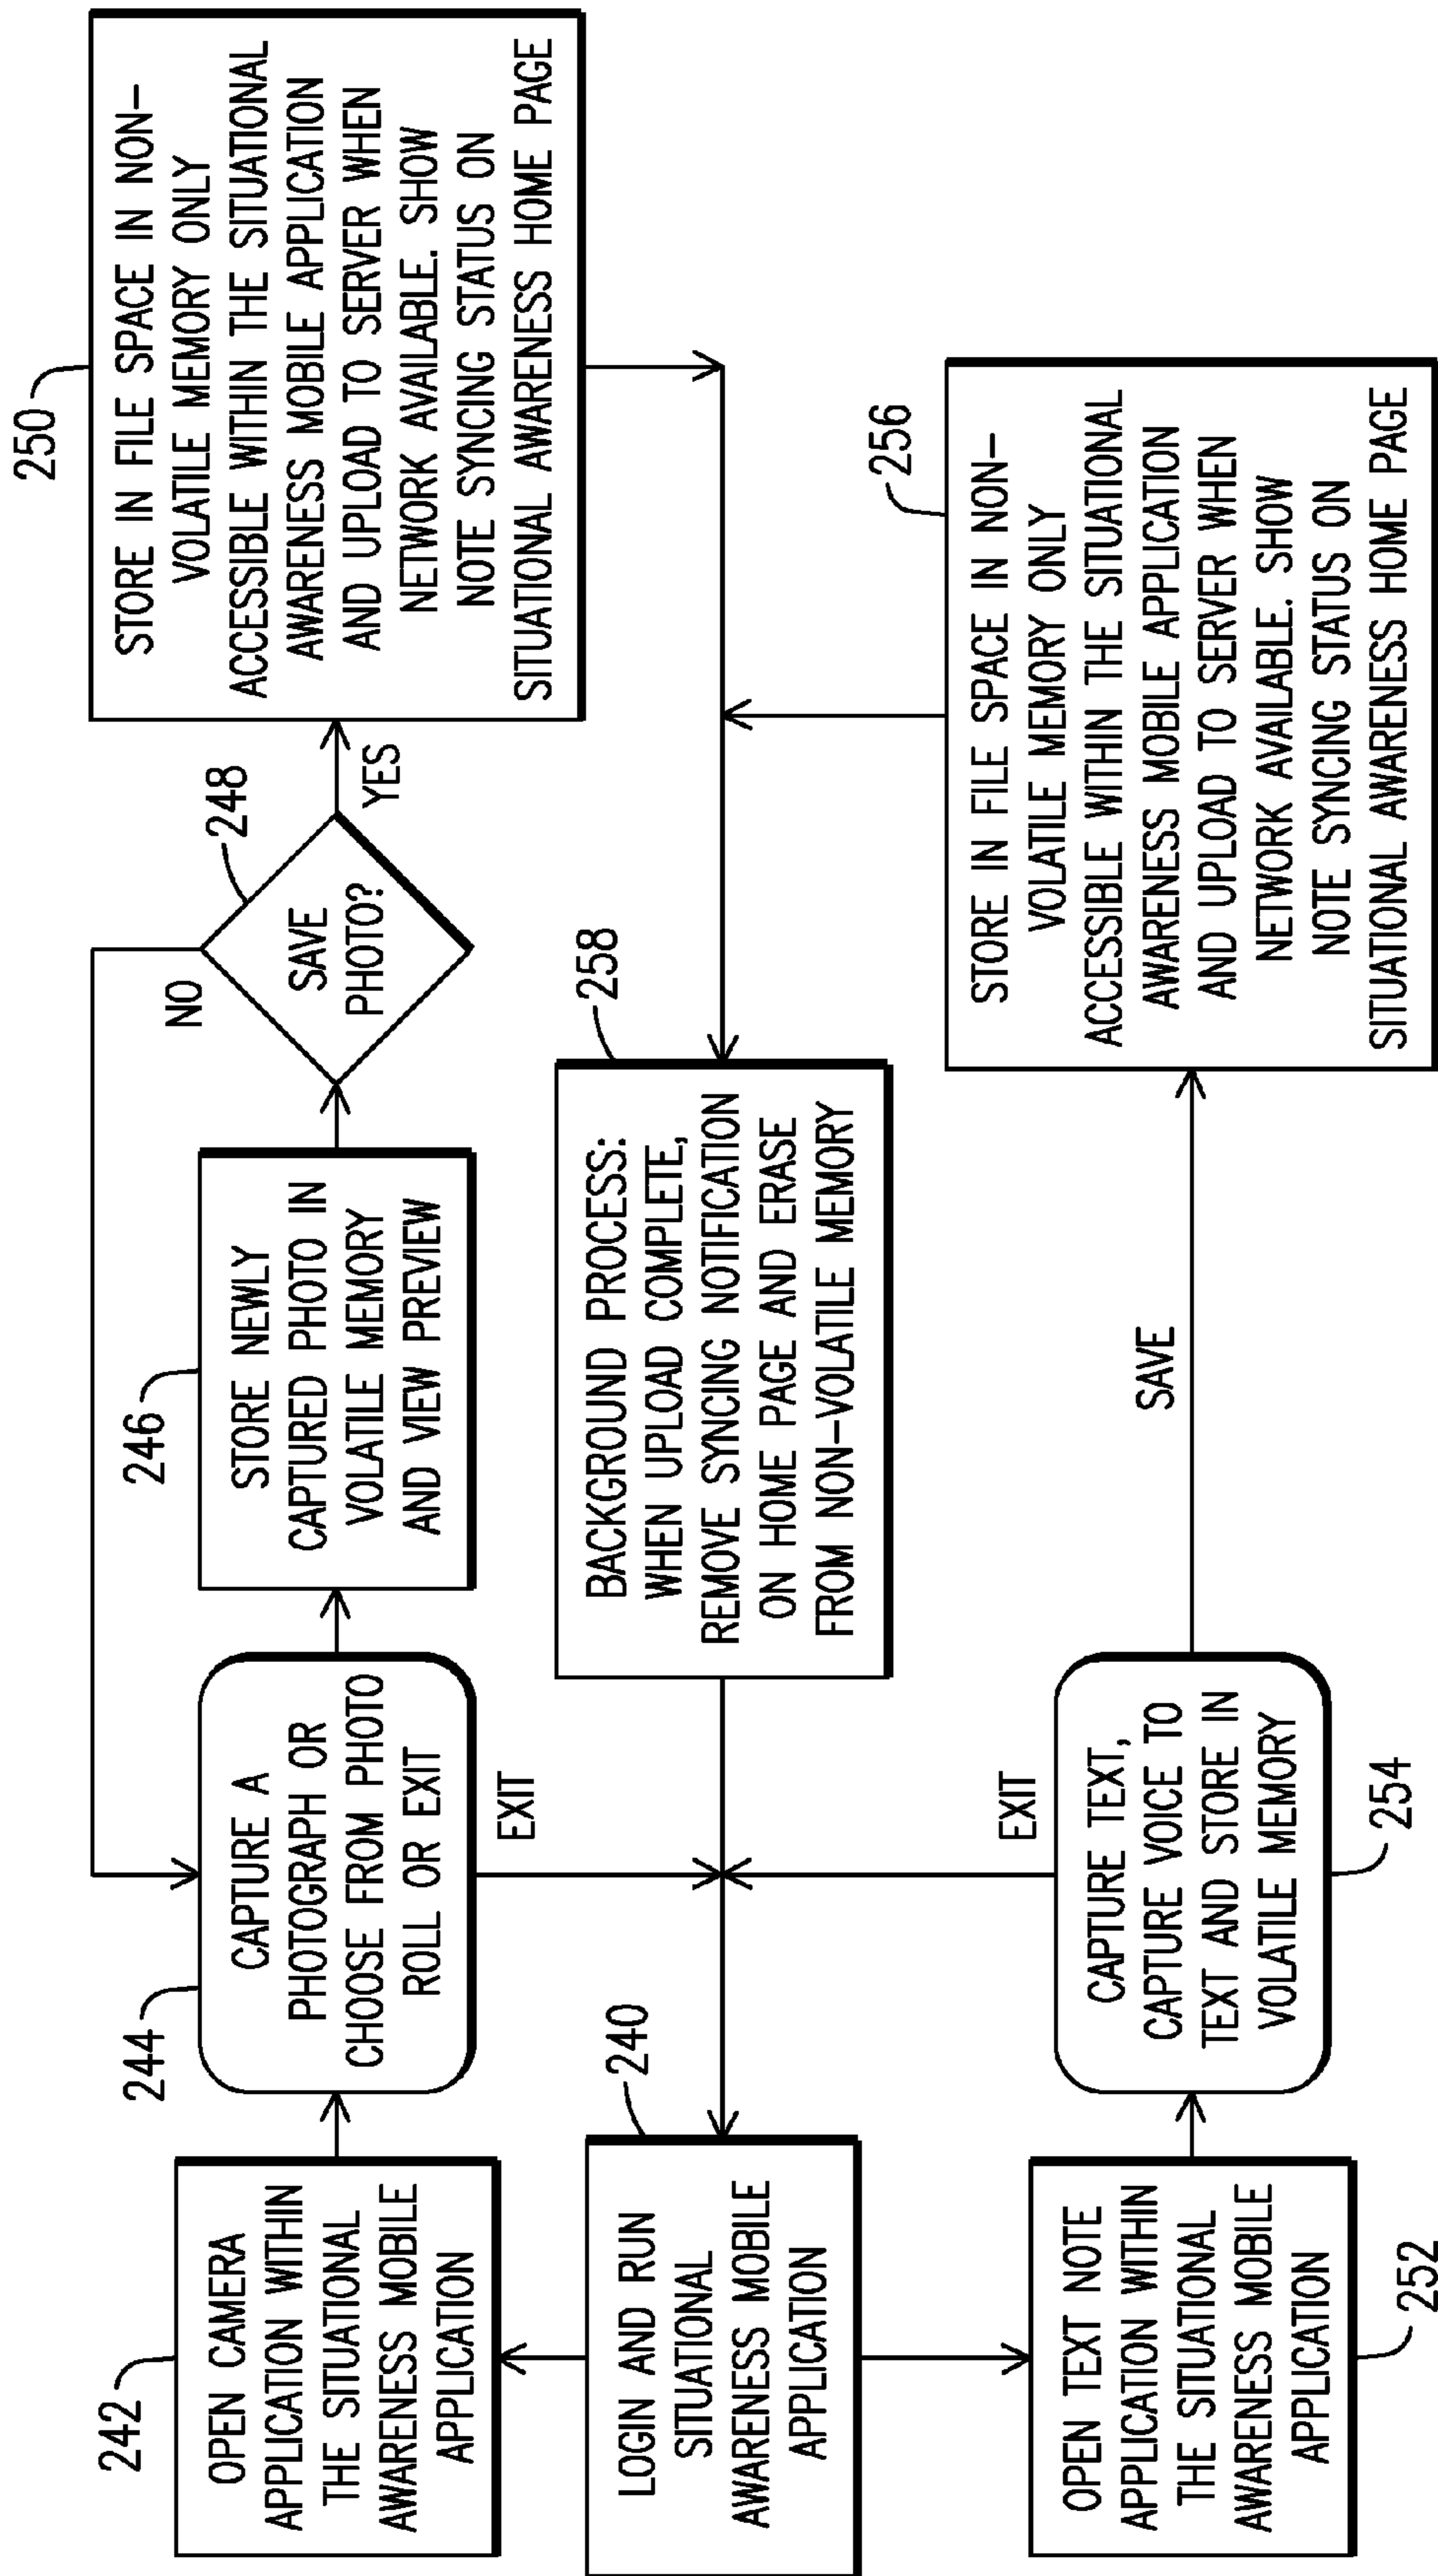 242
OPEN CAMERA
APPLICATION WITHIN
THE SITUATIONAL
AWARENESS MOBILE
APPLICATION
244
CAPTURE A
PHOTOGRAPH OR
CHOOSE FROM PHOTO
ROLL OR EXIT
EXIT
246
STORE NEWLY
CAPTURED PHOTO IN
VOLATILE MEMORY
AND VIEW PREVIEW
248
SAVE
PHOTO?
NO
YES
250
STORE IN FILE SPACE IN NON-
VOLATILE MEMORY ONLY
ACCESSIBLE WITHIN THE SITUATIONAL
AWARENESS MOBILE APPLICATION
AND UPLOAD TO SERVER WHEN
NETWORK AVAILABLE. SHOW
NOTE SYNCING STATUS ON
SITUATIONAL AWARENESS HOME PAGE
240
LOGIN AND RUN
SITUATIONAL
AWARENESS MOBILE
APPLICATION
258
BACKGROUND PROCESS:
WHEN UPLOAD COMPLETE,
REMOVE SYNCING NOTIFICATION
ON HOME PAGE AND ERASE
FROM NON-VOLATILE MEMORY
252
OPEN TEXT NOTE
APPLICATION WITHIN
THE SITUATIONAL
AWARENESS MOBILE
APPLICATION
EXIT
254
CAPTURE TEXT,
CAPTURE VOICE TO
TEXT AND STORE IN
VOLATILE MEMORY
SAVE
256
STORE IN FILE SPACE IN NON-
VOLATILE MEMORY ONLY
ACCESSIBLE WITHIN THE SITUATIONAL
AWARENESS MOBILE APPLICATION
AND UPLOAD TO SERVER WHEN
NETWORK AVAILABLE. SHOW
NOTE SYNCING STATUS ON
SITUATIONAL AWARENESS HOME PAGE